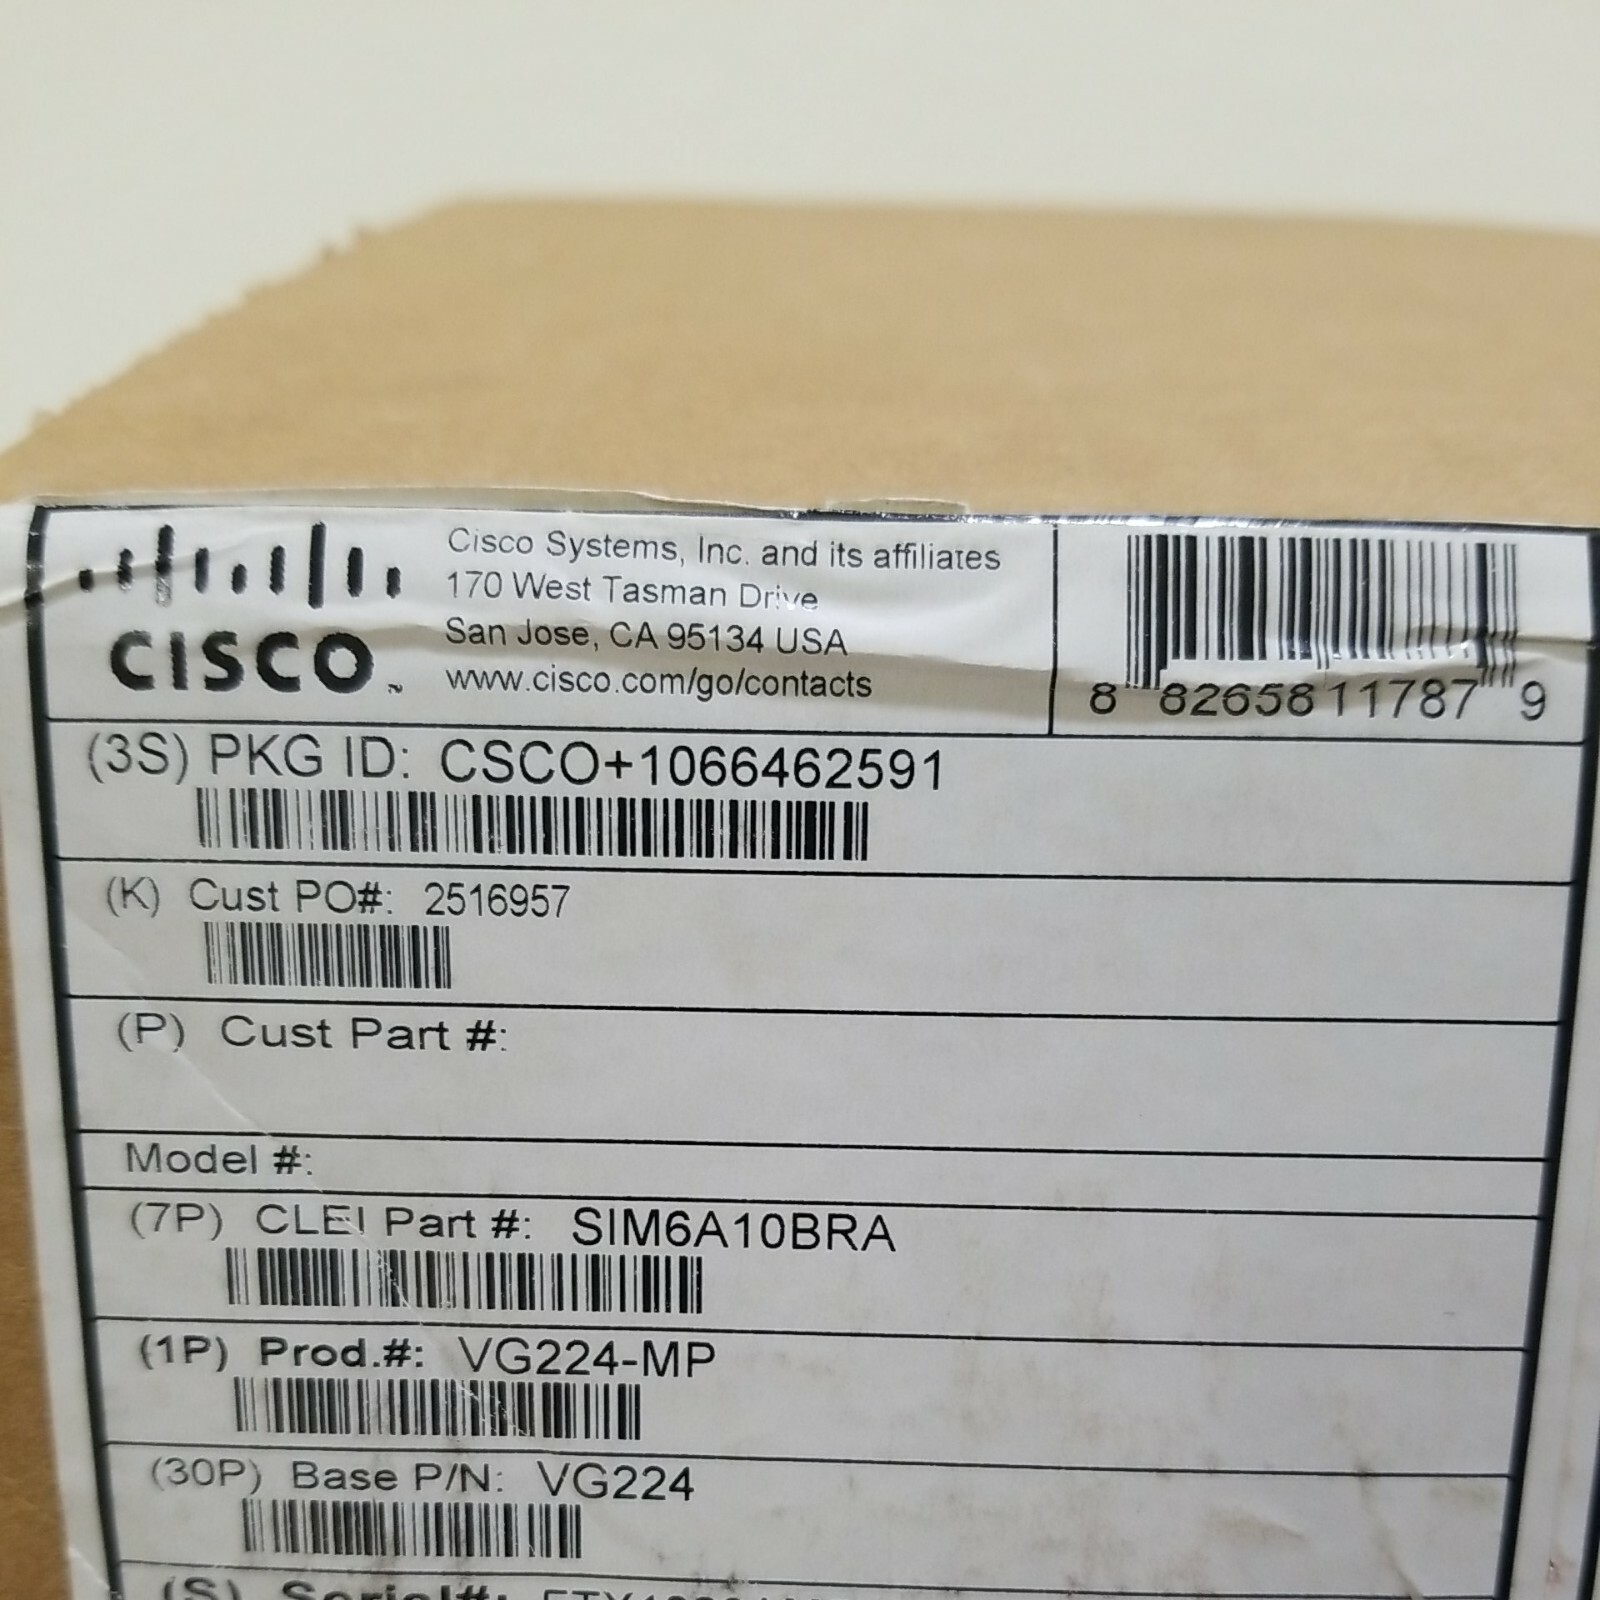 CISCO
Cisco Systems, Inc. and its affiliates
170 West Tasman Drive
San Jose, CA 95134 USA
www.cisco.com/go/contacts
8 82658 11787 9
(3S) PKG ID: CSCO+1066462591
(K) Cust PO#: 2516957
(P) Cust Part #:
Model #:
(7P) CLEI Part #: SIM6A10BRA
(1P) Prod.#: VG224-MP
(30P) Base P/N: VG224
(S) Serial#: